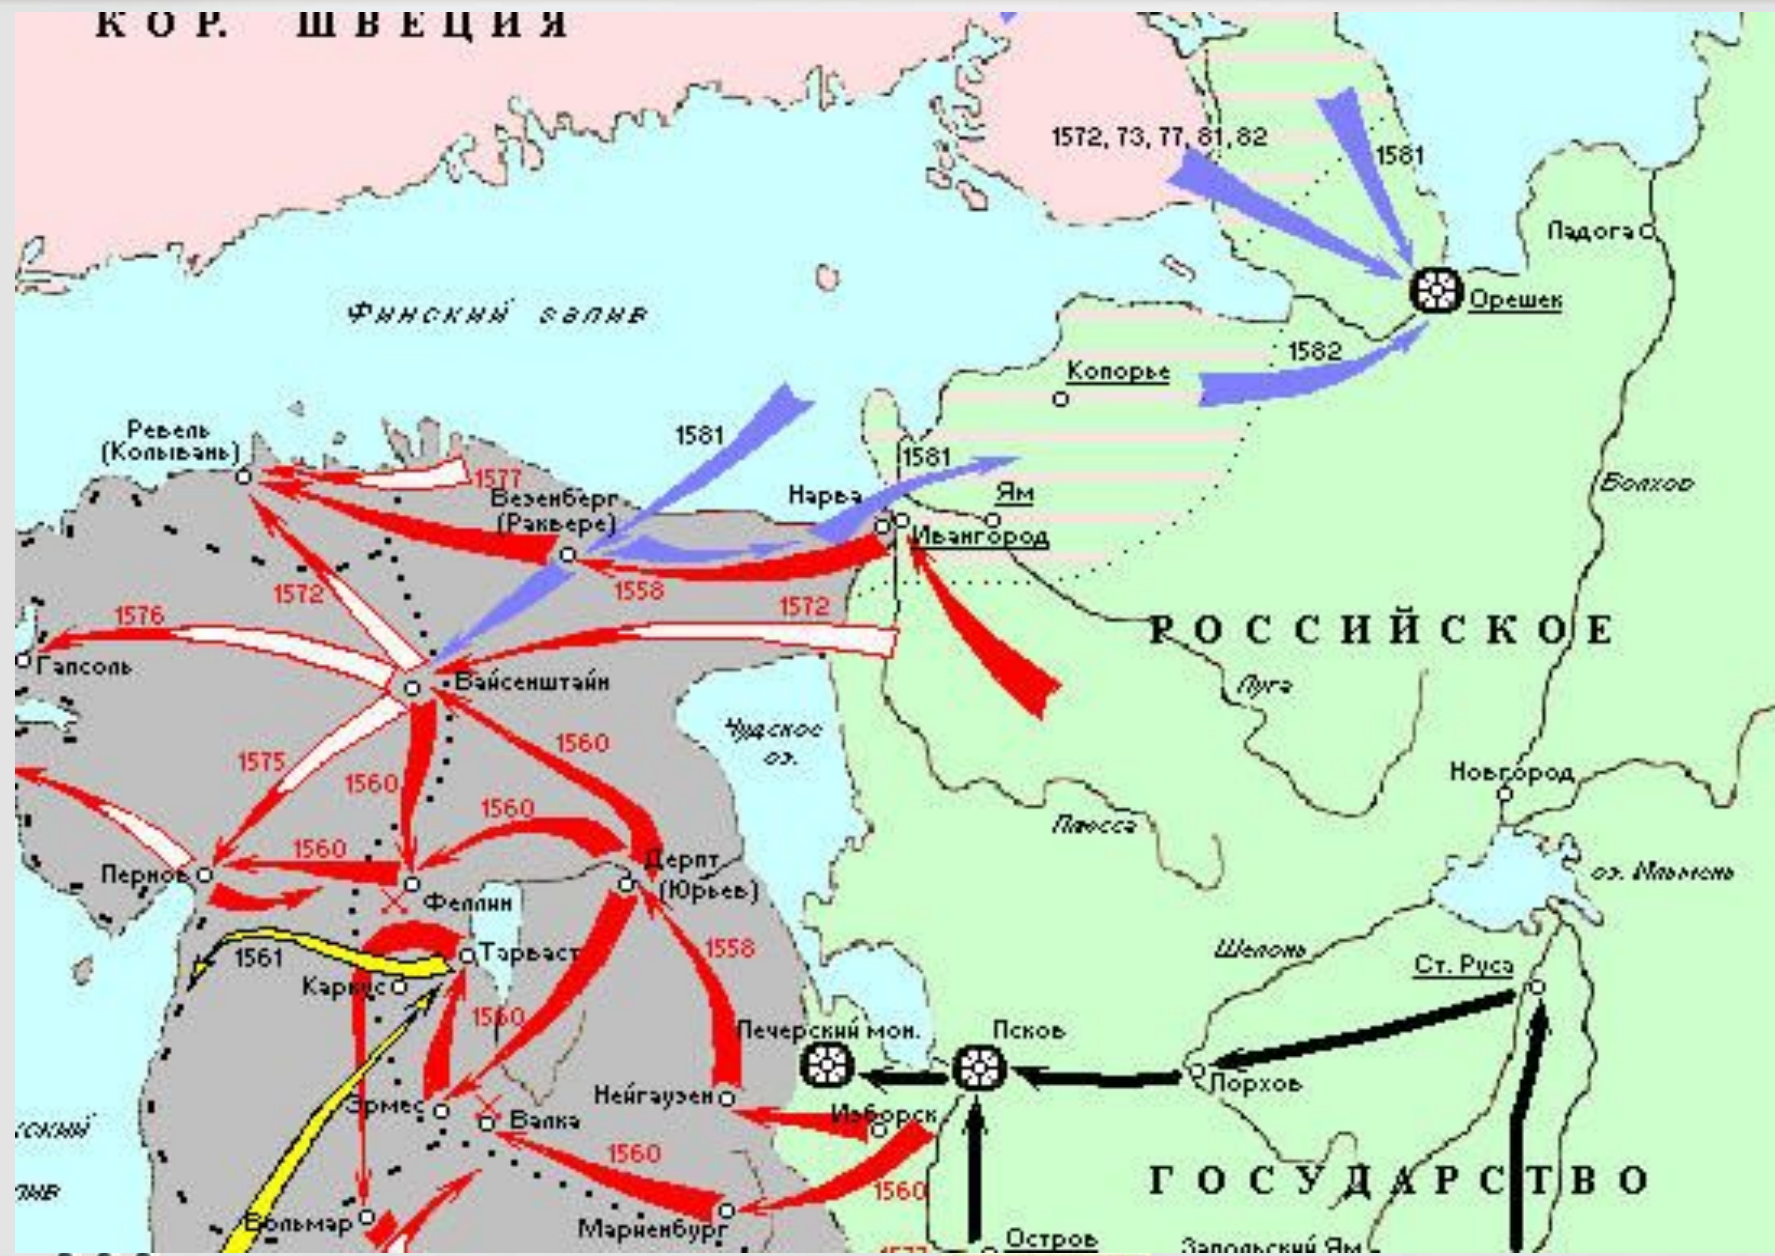 КОР. ШВЕЦИЯ
1572, 73, 77, 81, 82
1581
Ладога
Орешек
Финский залив
1582
Копорье
1581
Ревель
(Колывань)
1577
1581
Везенберг
(Раквере)
Нарва
Ям
Ивангород
Волхов
1558
1572
1572
1576
РОССИЙСКОЕ
Гапсоль
Вайсенштайн
Луга
Чудское
оз.
1560
1575
1560
Новгород
1560
Плюсса
1560
Дерпт
(Юрьев)
Пернов
Феллин
оз. Ильмень
1558
Шелонь
1561
Тарваст
Каркус
Ст. Руса
1560
Печерский мон.
Псков
Порхов
Нейгаузен
Эрмес
Валка
Изборск
1560
1560
ГОСУДАРСТВО
Вольмар
Мариенбург
Остров
Запольский Ям
1577